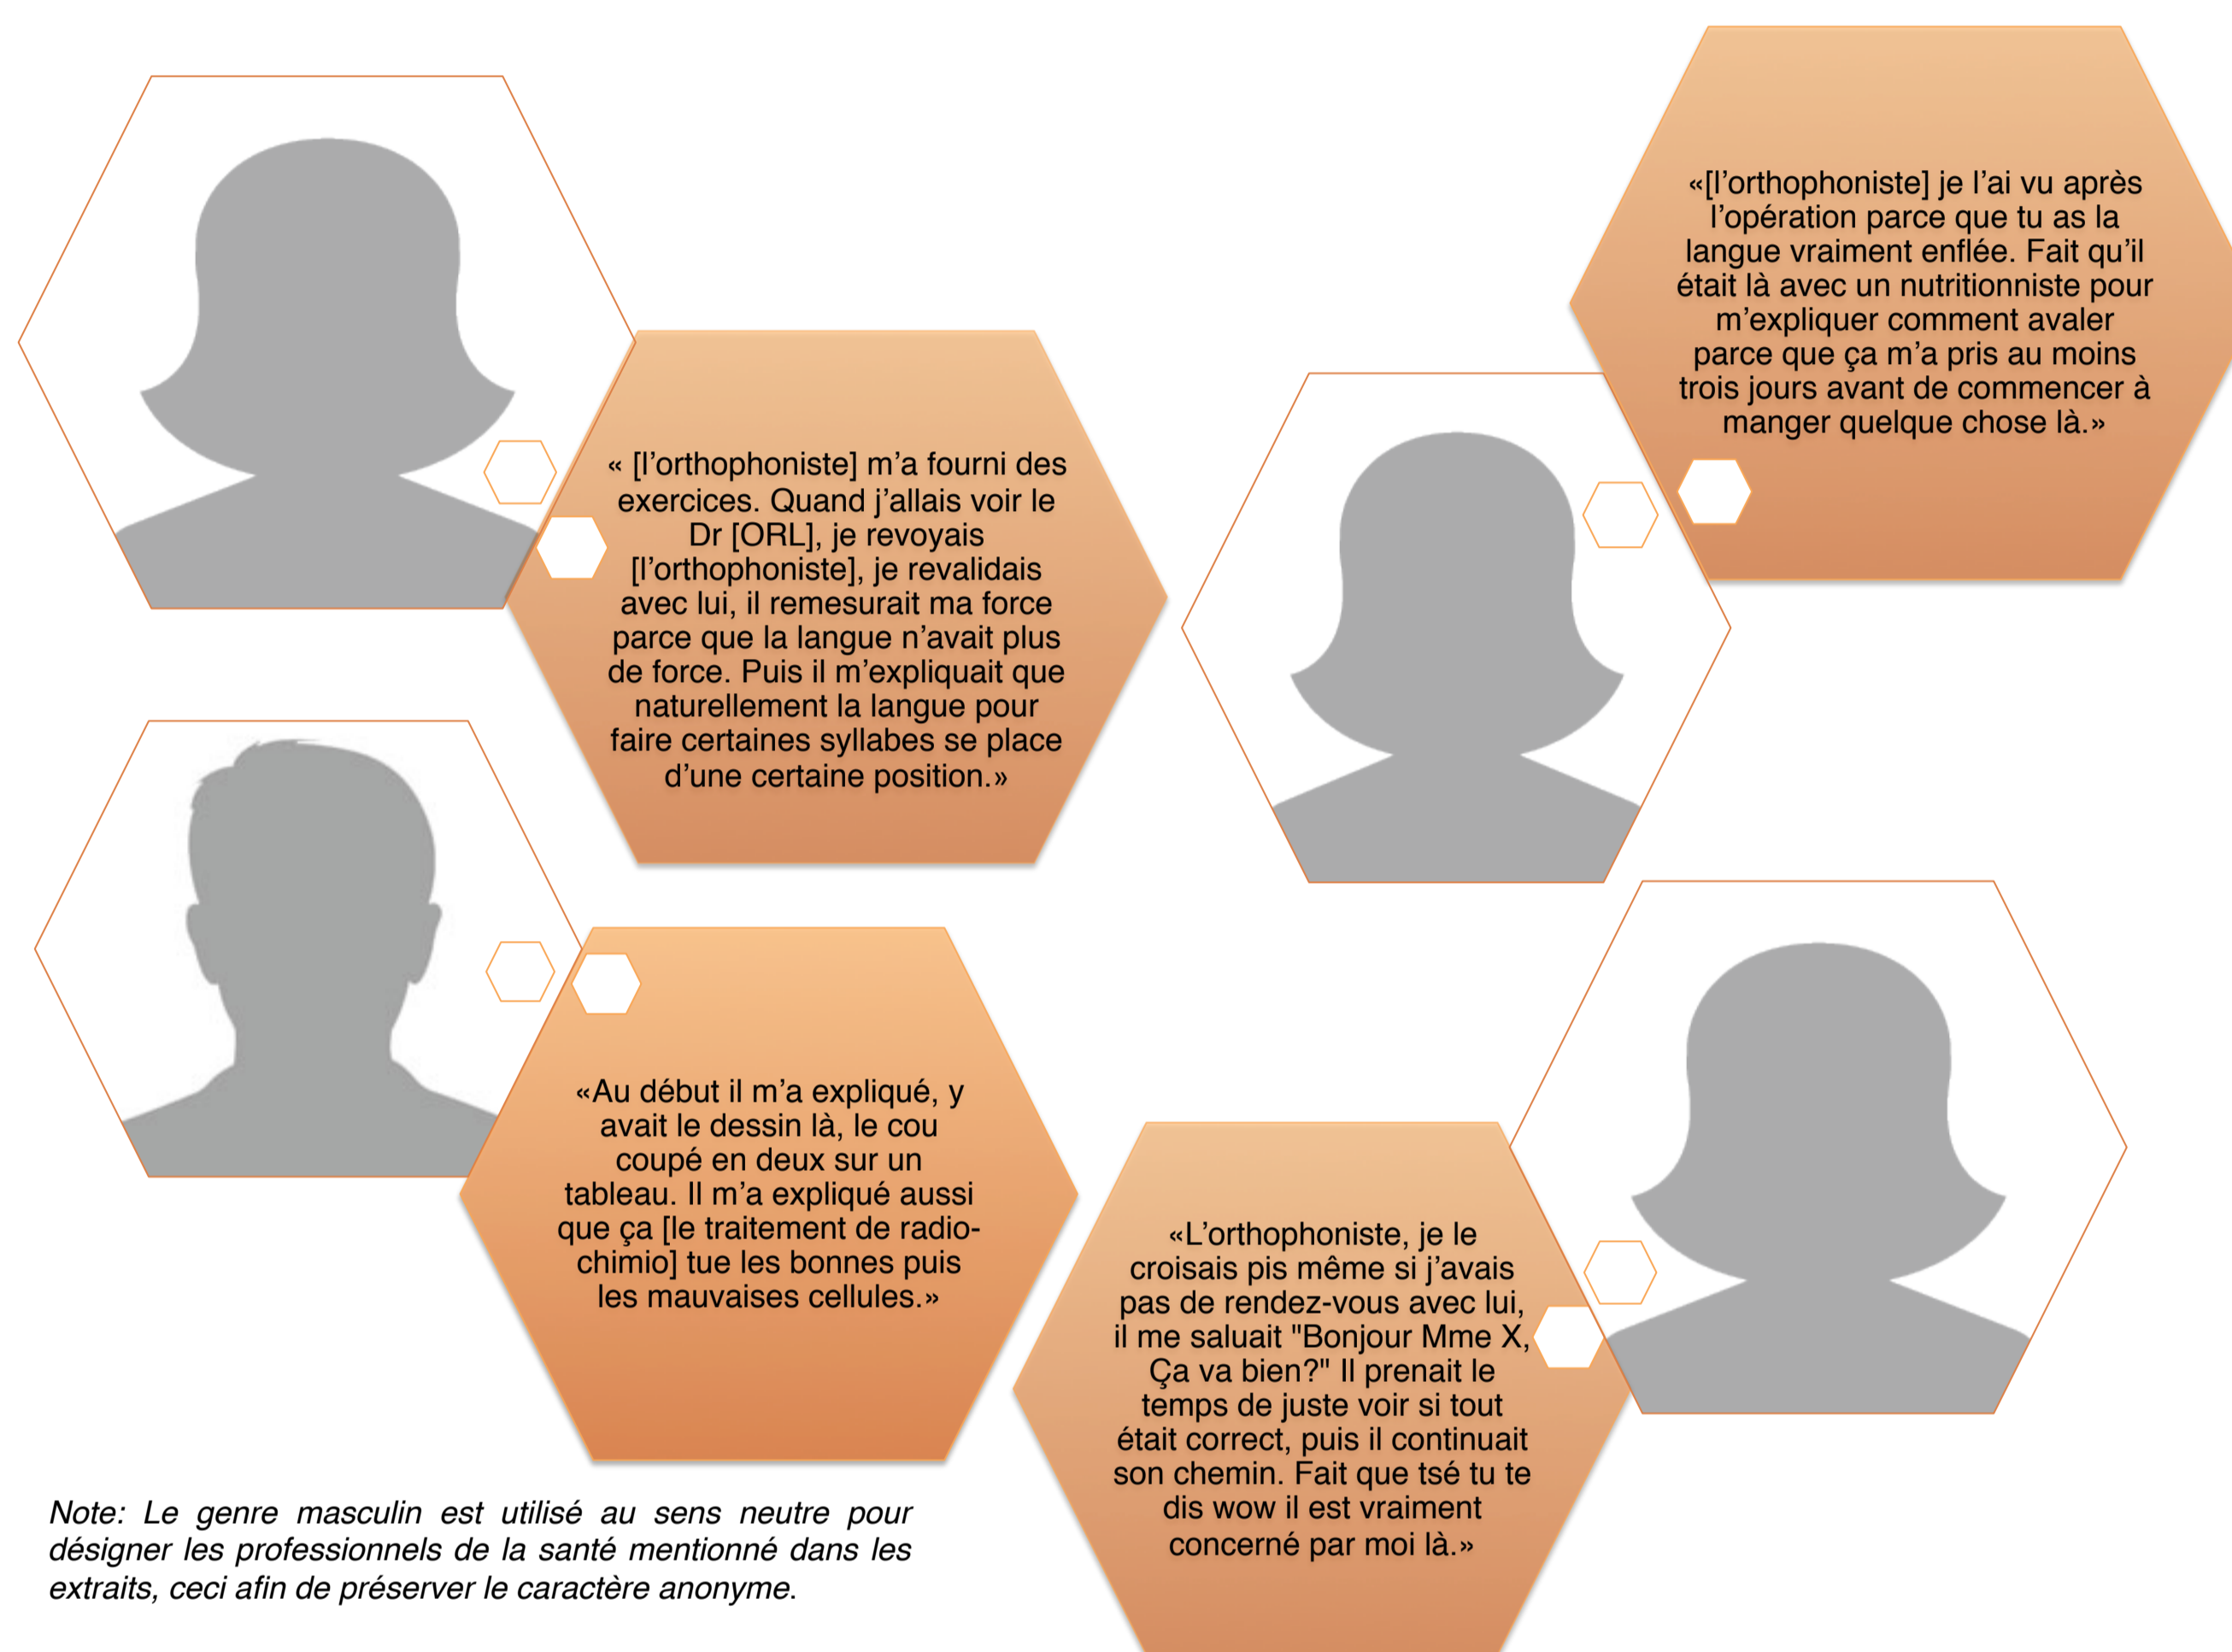 « [l’orthophoniste] m’a fourni des
exercices. Quand j’allais voir le
Dr [ORL], je revoyais
[l’orthophoniste], je revalidais
avec lui, il remesurait ma force
parce que la langue n’avait plus
de force. Puis il m’expliquait que
naturellement la langue pour
faire certaines syllabes se place
d’une certaine position.»
«[l’orthophoniste] je l’ai vu après
l’opération parce que tu as la
langue vraiment enflée. Fait qu’il
était là avec un nutritionniste pour
m’expliquer comment avaler
parce que ça m’a pris au moins
trois jours avant de commencer à
manger quelque chose là.»
«Au début il m’a expliqué, y
avait le dessin là, le cou
coupé en deux sur un
tableau. Il m’a expliqué aussi
que ça [le traitement de radio-
chimio] tue les bonnes puis
les mauvaises cellules.»
«L’orthophoniste, je le
croisais pis même si j’avais
pas de rendez-vous avec lui,
il me saluait "Bonjour Mme X,
Ça va bien?" Il prenait le
temps de juste voir si tout
était correct, puis il continuait
son chemin. Fait que tsé tu te
dis wow il est vraiment
concerné par moi là.»
Note: Le genre masculin est utilisé au sens neutre pour
désigner les professionnels de la santé mentionné dans les
extraits, ceci afin de préserver le caractère anonyme.